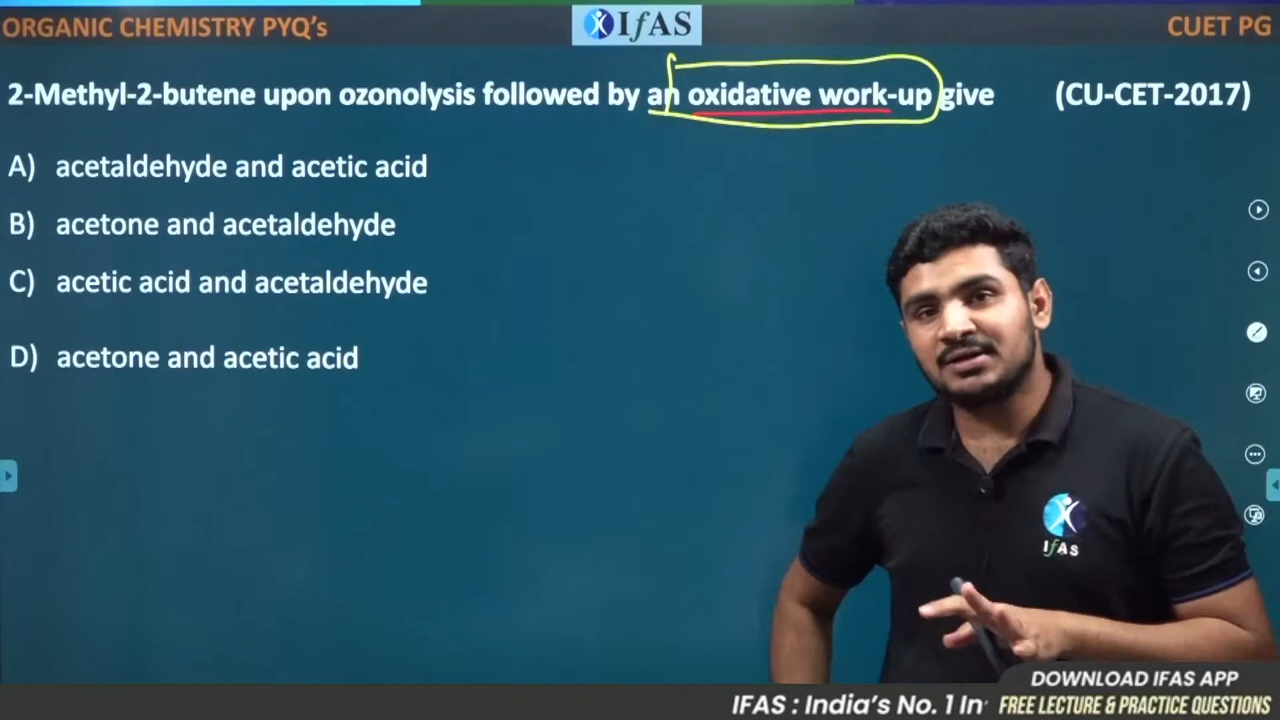 ORGANIC CHEMISTRY PYQ's
IFAS
CUET PG
2-Methyl-2-butene upon ozonolysis followed by an oxidative work-up give (CU-CET-2017)
A) acetaldehyde and acetic acid
B) acetone and acetaldehyde
C) acetic acid and acetaldehyde
D) acetone and acetic acid
IfAS
DOWNLOAD IFAS APP
IFAS : India's No. 1 In
FREE LECTURE & PRACTICE QUESTIONS